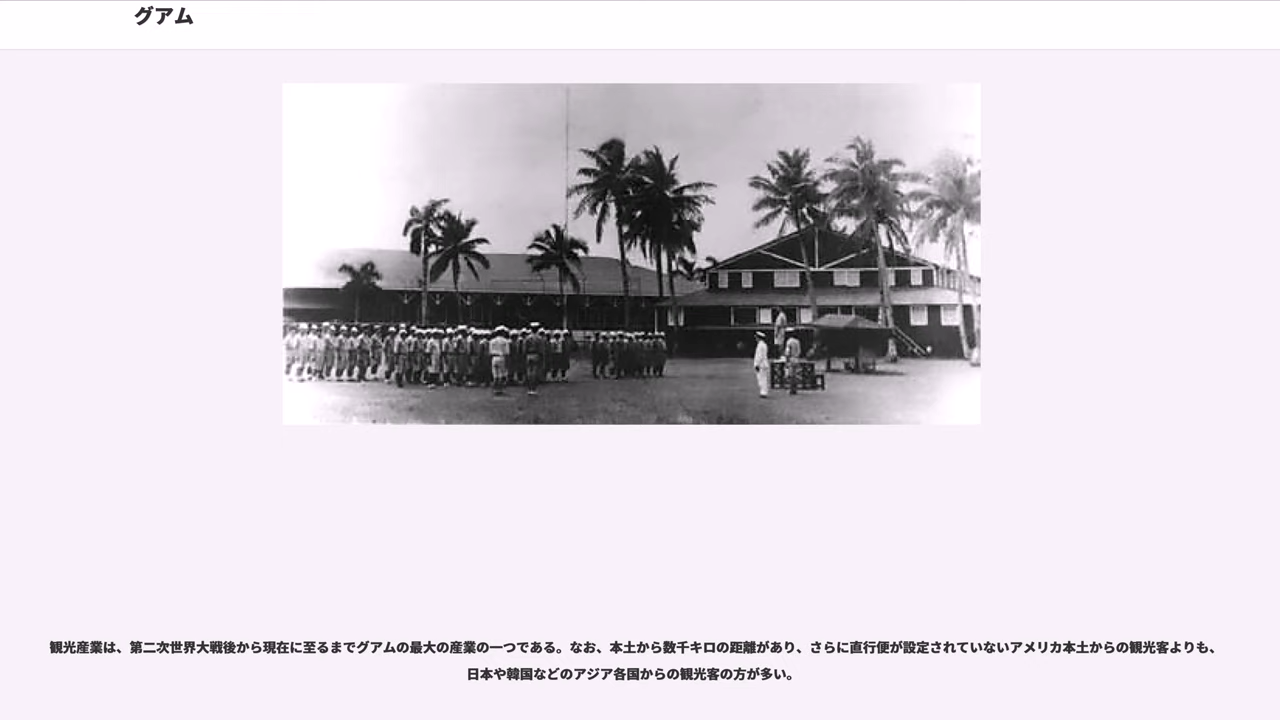 グアム
観光産業は、第二次世界大戦後から現在に至るまでグアムの最大の産業の一つである。なお、本土から数千キロの距離があり、さらに直行便が設定されていないアメリカ本土からの観光客よりも、
日本や韓国などのアジア各国からの観光客の方が多い。